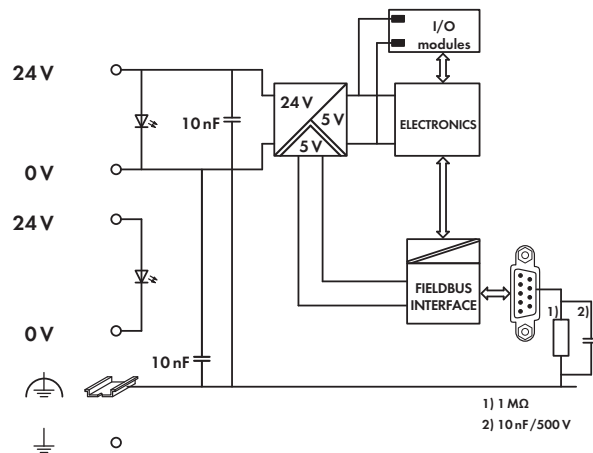 I/O
modules
24 V
24 V
5 V
10 nF
ELECTRONICS
5 V
0 V
24 V
FIELDBUS
INTERFACE
1)
2)
0 V
10 nF
1) 1 MΩ
2) 10 nF/500 V